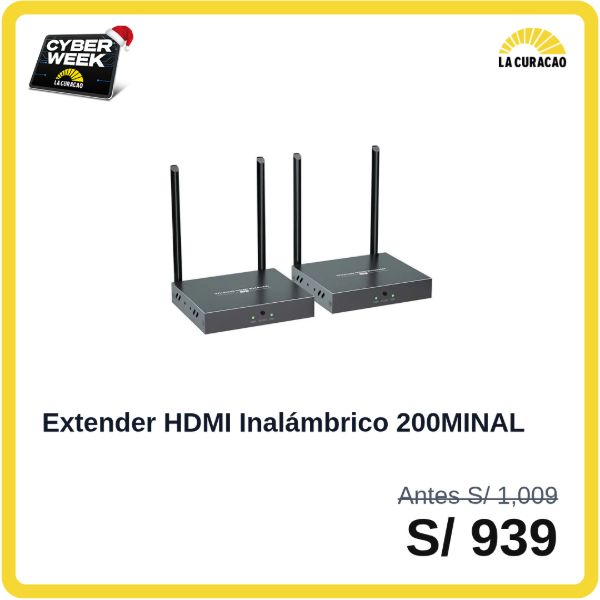 CYBER
WEEK
LA CURACAO
LA CURACAO
Extender HDMI Inalámbrico 200MINAL
Antes S/ 1,009
S/ 939